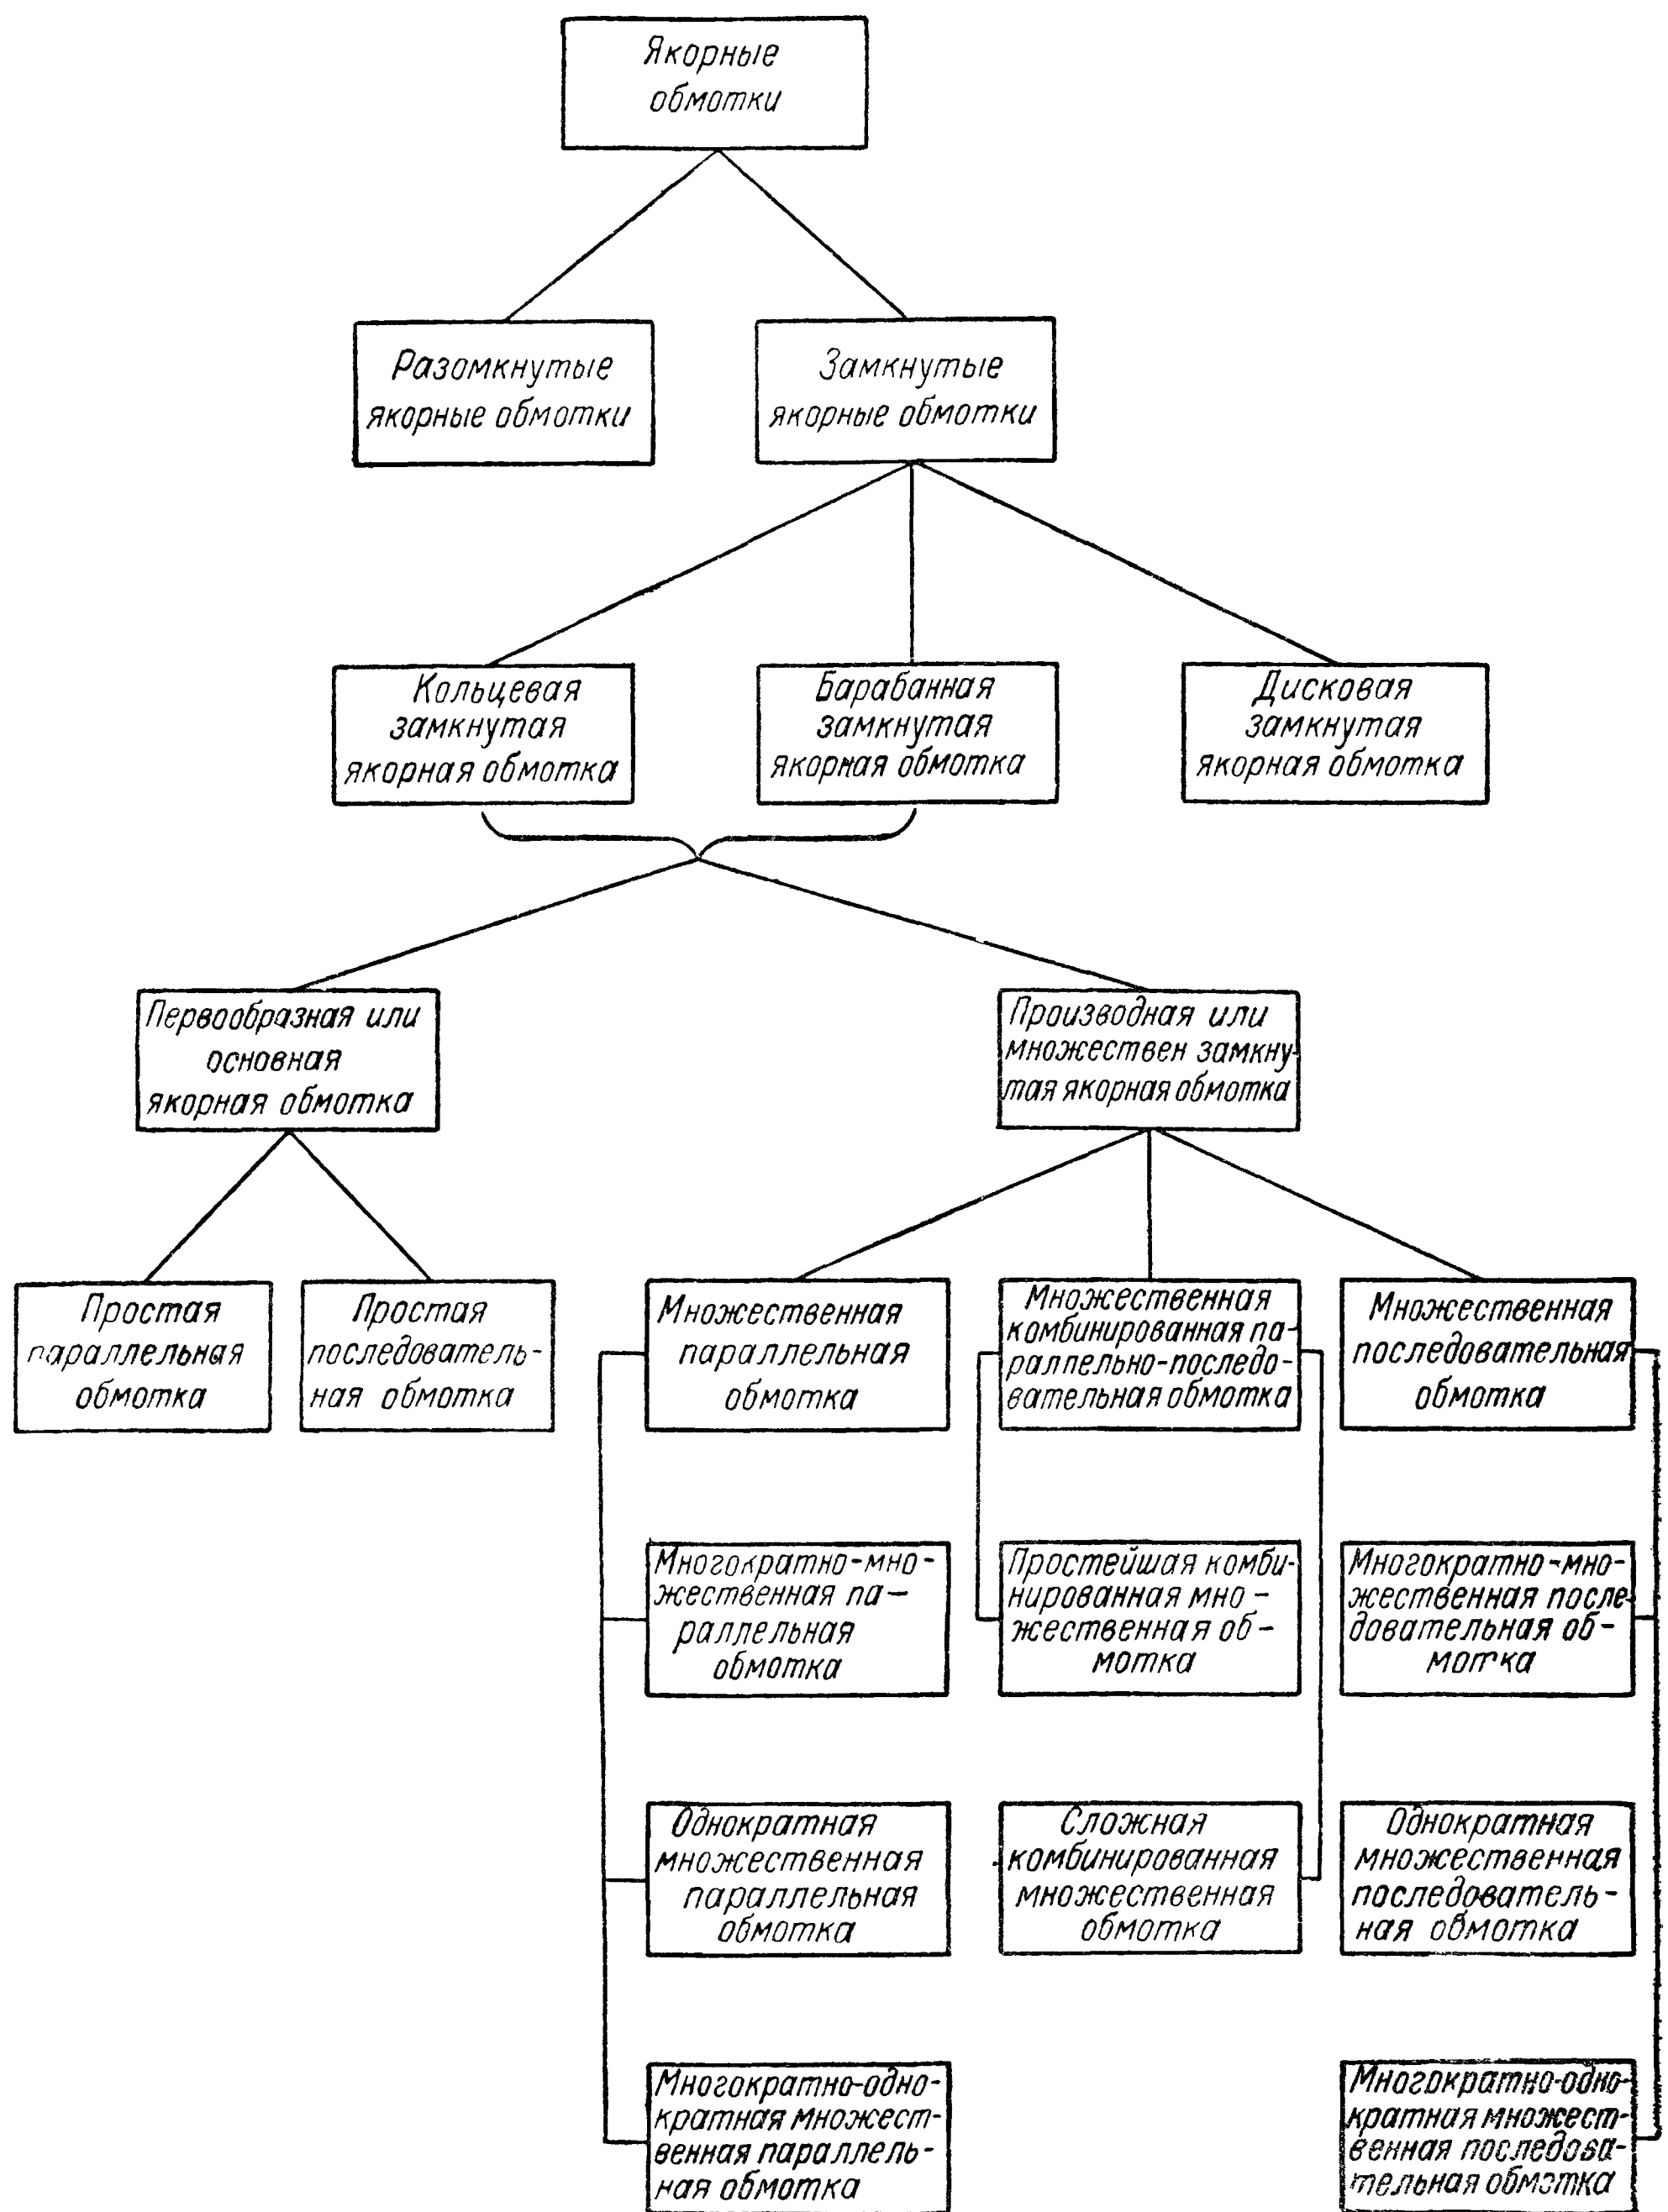 Якорные
обмотки
Разомкнутые
якорные обмотки
Замкнутые
якорные обмотки
Кольцевая
замкнутая
якорная обмотка
Барабанная
замкнутая
якорная обмотка
Дисковая
замкнутая
якорная обмотка
Первообразная или
основная
якорная обмотка
Производная или
множествен замкну-
тая якорная обмотка
Простая
параллельная
обмотка
Простая
последователь-
ная обмотка
Множественная
параллельная
обмотка
Множественная
комбинированная па-
раллельно-последо-
вательная обмотка
Множественная
последовательная
обмотка
Многократно-мно-
жественная па-
раллельная
обмотка
Простейшая комби-
нированная мно-
жественная об-
мотка
Многократно-мно-
жественная после-
довательная об-
мотка
Однократная
множественная
параллельная
обмотка
Сложная
комбинированная
множественная
обмотка
Однократная
множественная
последователь-
ная обмотка
Многократно-одно-
кратная множест-
венная параллель-
ная обмотка
Многократно-одно-
кратная множест-
венная последова-
тельная обмотка